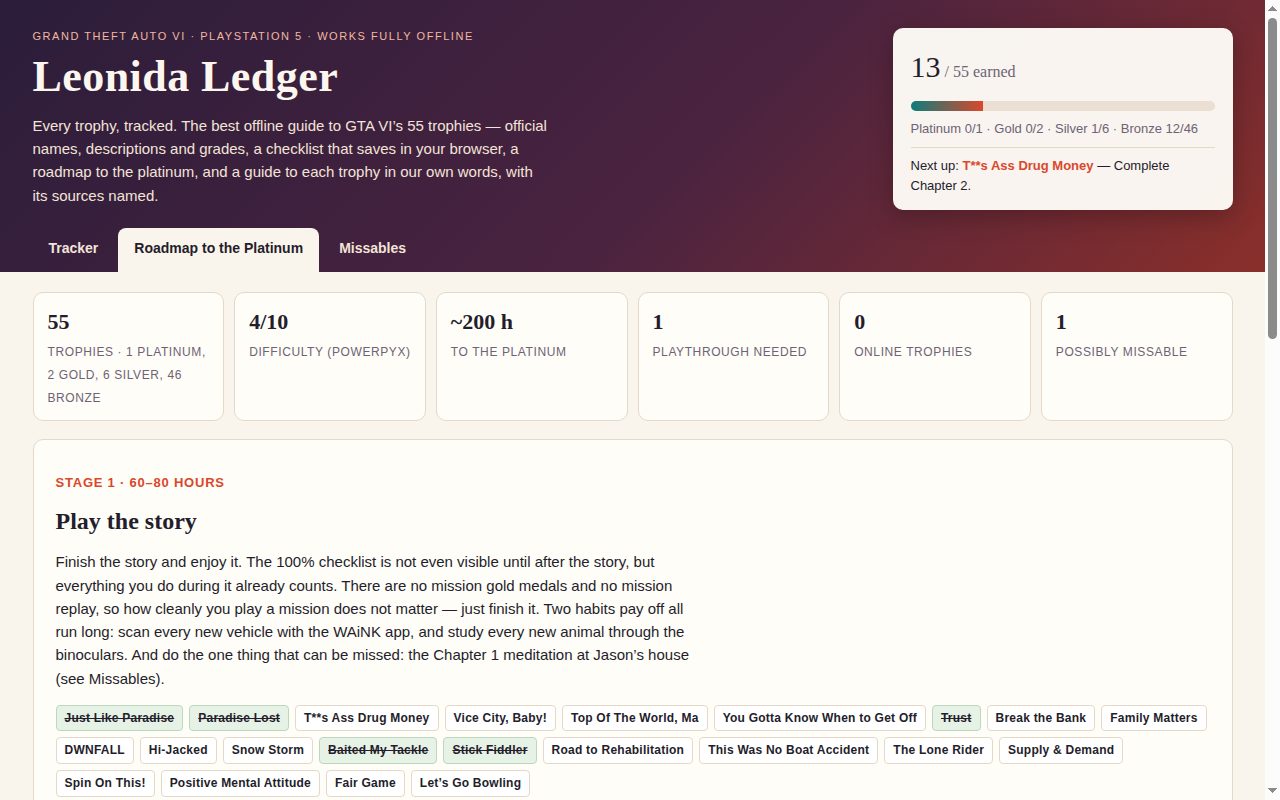 GRAND THEFT AUTO VI · PLAYSTATION 5 · WORKS FULLY OFFLINE
Leonida Ledger
Every trophy, tracked. The best offline guide to GTA VI’s 55 trophies — official
names, descriptions and grades, a checklist that saves in your browser, a
roadmap to the platinum, and a guide to each trophy in our own words, with
its sources named.
13 / 55 earned
Platinum 0/1 · Gold 0/2 · Silver 1/6 · Bronze 12/46
Next up: T**s Ass Drug Money — Complete
Chapter 2.
Tracker Roadmap to the Platinum Missables
55
TROPHIES · 1 PLATINUM,
2 GOLD, 6 SILVER, 46
BRONZE
4/10
DIFFICULTY (POWERPYX)
~200 h
TO THE PLATINUM
1
PLAYTHROUGH NEEDED
0
ONLINE TROPHIES
1
POSSIBLY MISSABLE
STAGE 1 · 60–80 HOURS
Play the story
Finish the story and enjoy it. The 100% checklist is not even visible until after the story, but
everything you do during it already counts. There are no mission gold medals and no mission
replay, so how cleanly you play a mission does not matter — just finish it. Two habits pay off all
run long: scan every new vehicle with the WAiNK app, and study every new animal through the
binoculars. And do the one thing that can be missed: the Chapter 1 meditation at Jason’s house
(see Missables).
Just Like Paradise Paradise Lost T**s Ass Drug Money Vice City, Baby! Top Of The World, Ma You Gotta Know When to Get Off Trust Break the Bank Family Matters
DWNFALL Hi-Jacked Snow Storm Baited My Tackle Stick Fiddler Road to Rehabilitation This Was No Boat Accident The Lone Rider Supply & Demand
Spin On This! Positive Mental Attitude Fair Game Let’s Go Bowling